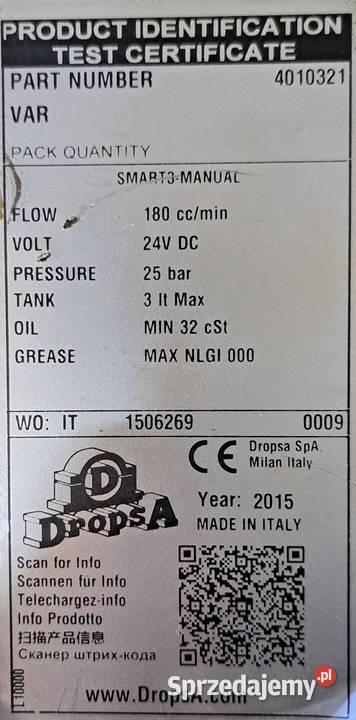 PRODUCT IDENTIFICATION
TEST CERTIFICATE
PART NUMBER 4010321
VAR
PACK QUANTITY
SMART3-MANUAL
FLOW 180 cc/min
VOLT 24V DC
PRESSURE 25 bar
TANK 3 lt Max
OIL MIN 32 cSt
GREASE MAX NLGI 000
WO: IT 1506269 0009
D
DropsA
CE Dropsa SpA
Milan Italy
Year: 2015
MADE IN ITALY
Scan for Info
Scannen für Info
Telechargez-info
Info Prodotto
扫描产品信息
Сканер штрих-кода
L10000
www.DropsA.com
Sprzedajemy.pl